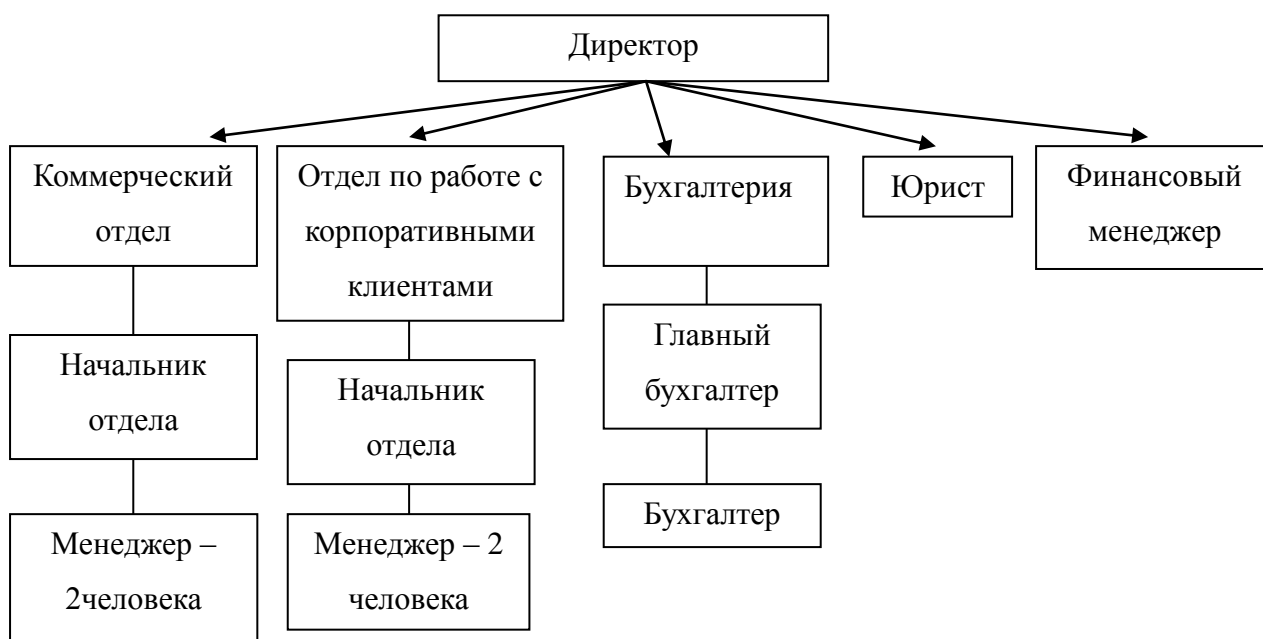 Директор
Коммерческий
отдел
Отдел по работе с
корпоративными
клиентами
Бухгалтерия
Юрист
Финансовый
менеджер
Начальник
отдела
Начальник
отдела
Главный
бухгалтер
Менеджер –
2человека
Менеджер – 2
человека
Бухгалтер